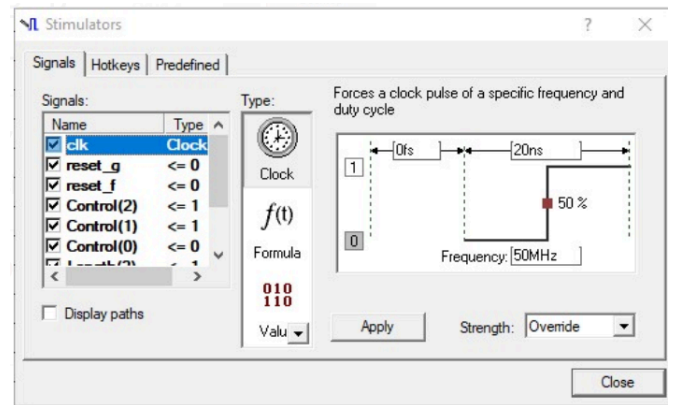 Stimulators
?
Signals
Hotkeys
Predefined
Signals:
Name Type
clk Clock
reset_g <= 0
reset_f <= 0
Control(2) <= 1
Control(1) <= 1
Control(0) <= 0
Display paths
Type:
Clock
f(t)
Formula
010
110
Valu
Forces a clock pulse of a specific frequency and
duty cycle
0fs 20ns
1
50 %
0
Frequency: 50MHz
Apply
Strength: Override
Close